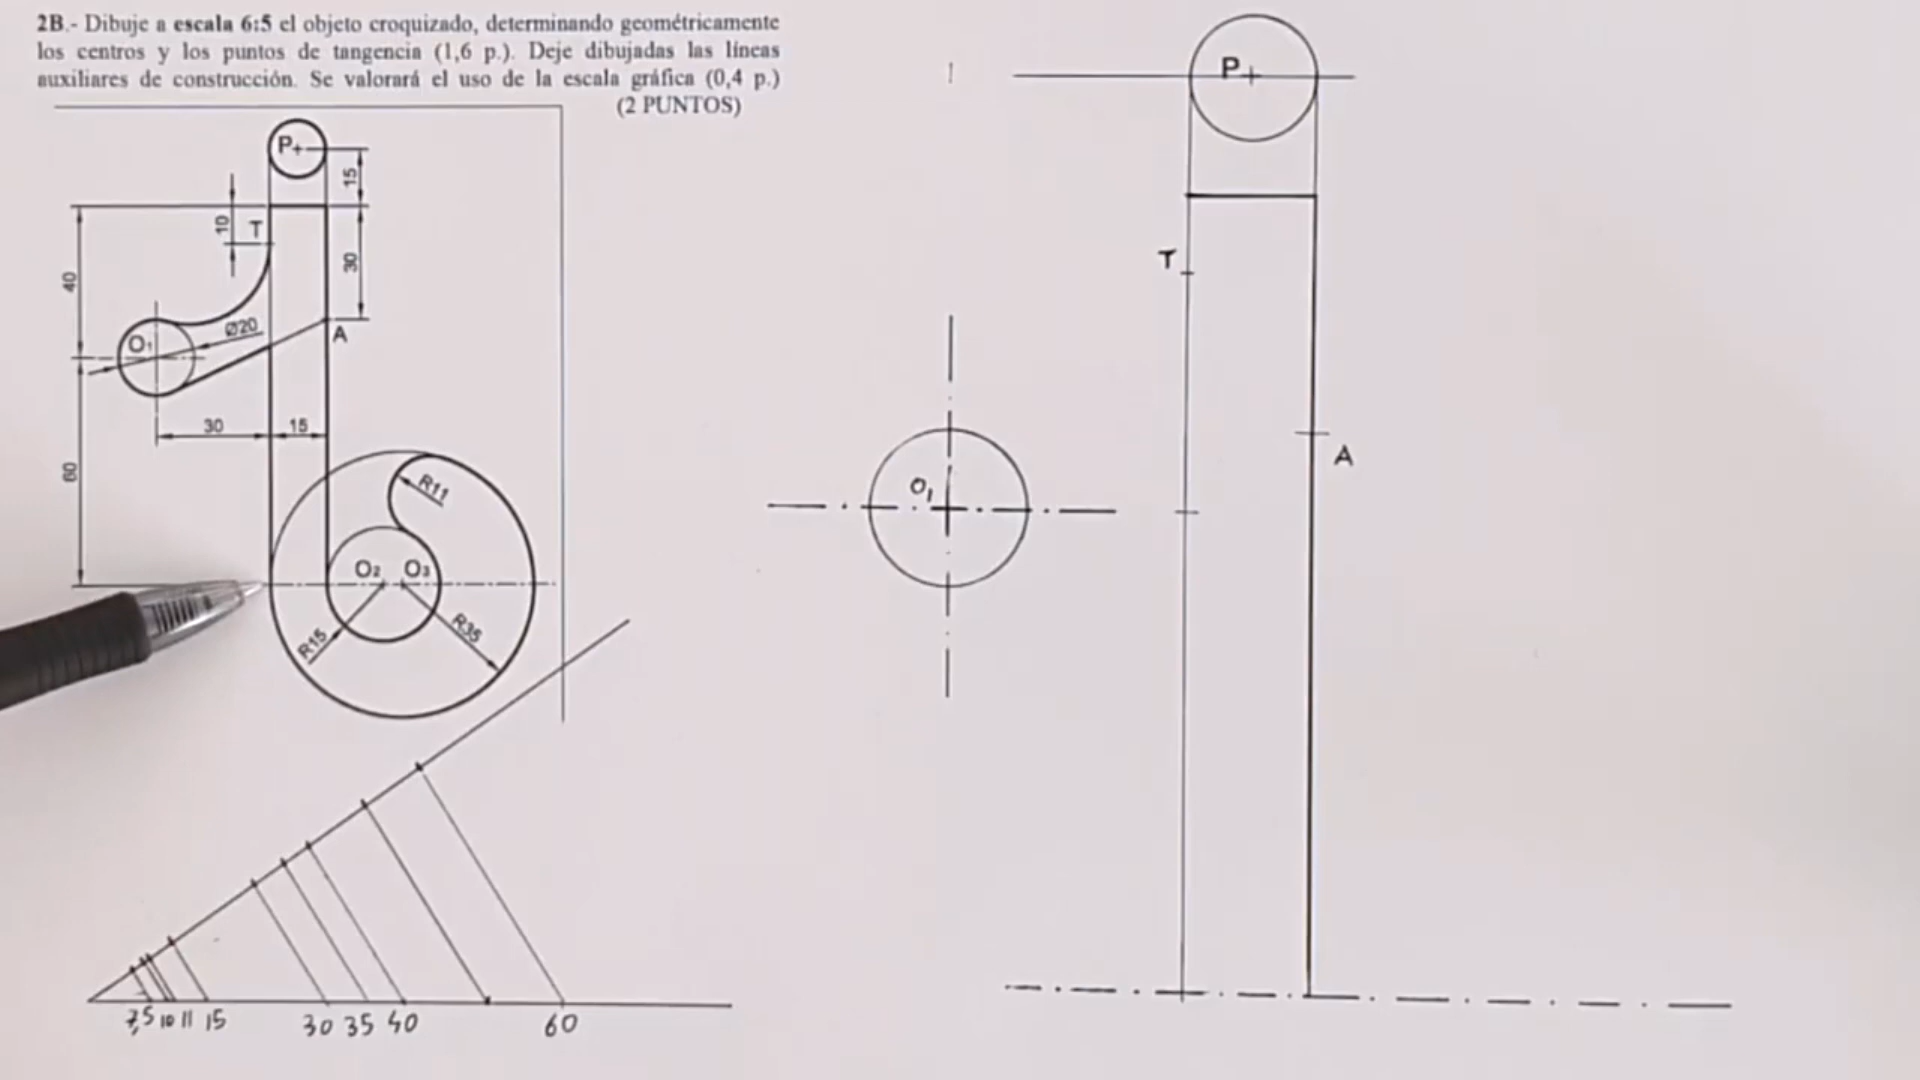 2B.- Dibuje a escala 6:5 el objeto croquizado, determinando geométricamente
los centros y los puntos de tangencia (1,6 p.). Deje dibujadas las líneas
auxiliares de construcción. Se valorará el uso de la escala gráfica (0,4 p.)
(2 PUNTOS)
P
15
10
T
30
40
O1
Ø20
A
30
15
60
R11
O2
O3
R15
R35
7,5 10 11 15 30 35 40 60
P
T
A
O1